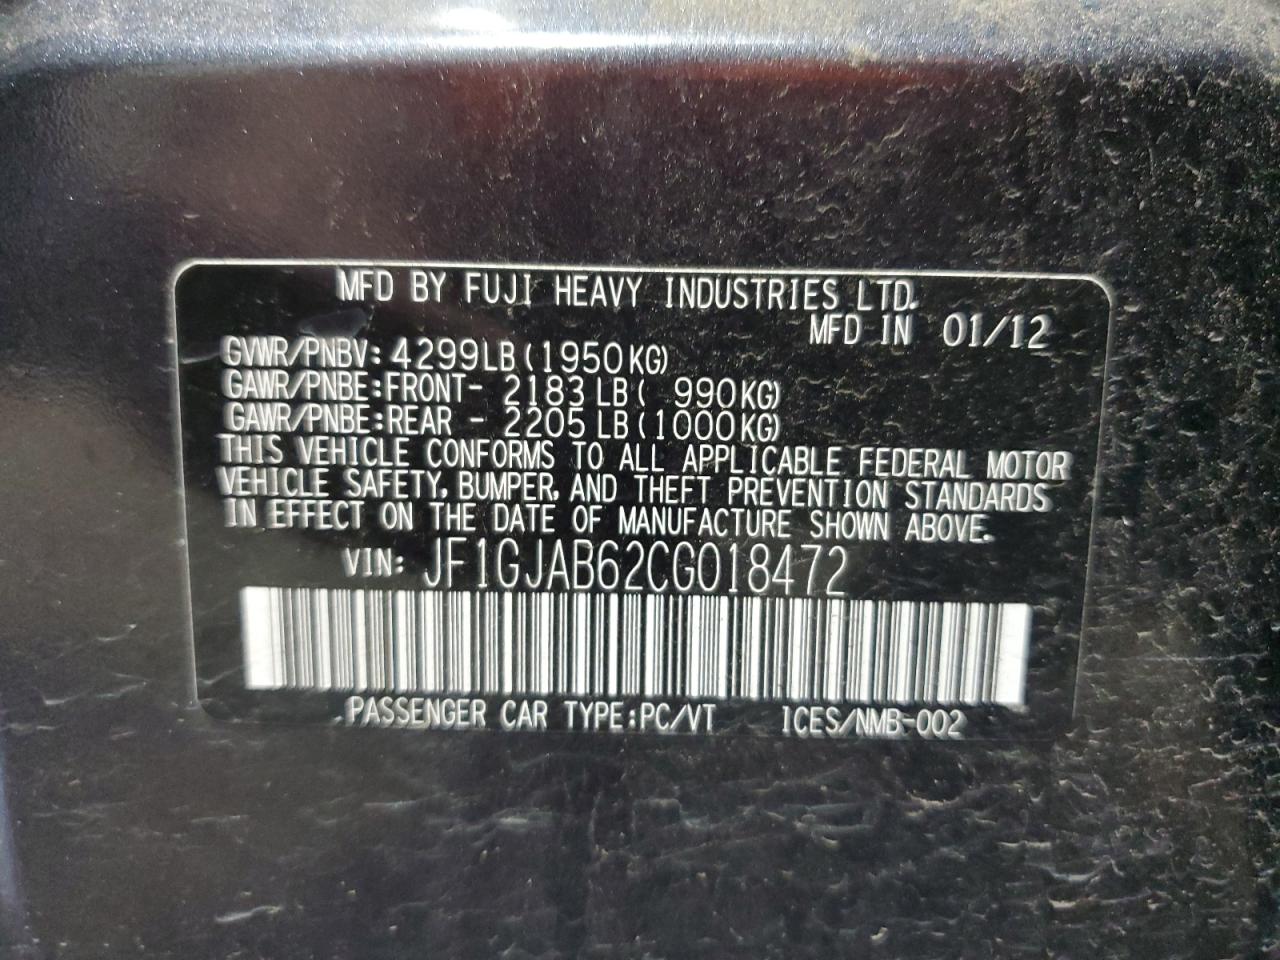 MFD BY FUJI HEAVY INDUSTRIES LTD.
MFD IN 01/12
GVWR/PNBV: 4299LB (1950KG)
GAWR/PNBE:FRONT- 2183 LB ( 990KG)
GAWR/PNBE:REAR - 2205 LB (1000KG)
THIS VEHICLE CONFORMS TO ALL APPLICABLE FEDERAL MOTOR
VEHICLE SAFETY, BUMPER, AND THEFT PREVENTION STANDARDS
IN EFFECT ON THE DATE OF MANUFACTURE SHOWN ABOVE.
VIN: JF1GJAB62CG018472
PASSENGER CAR TYPE:PC/VT ICES/NMB-002